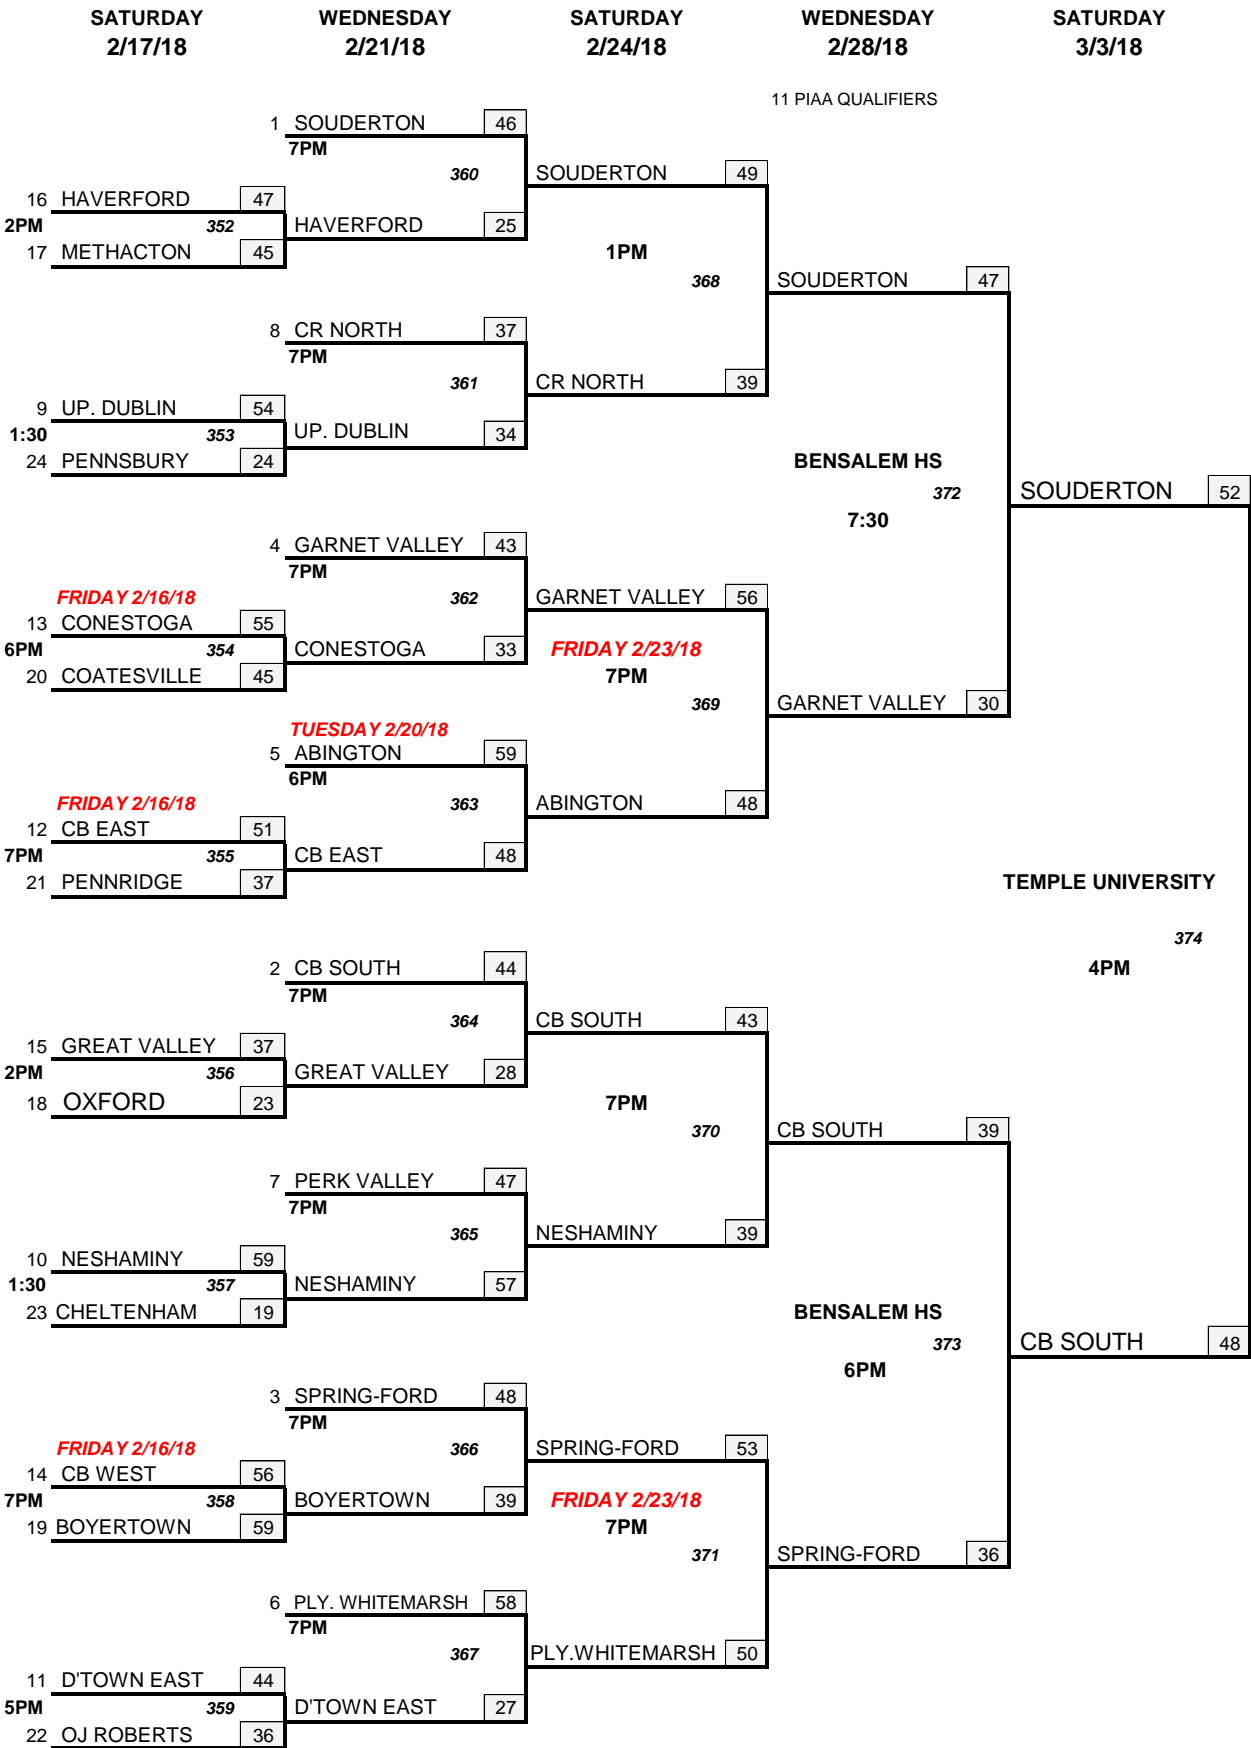 SATURDAY WEDNESDAY SATURDAY WEDNESDAY SATURDAY
2/17/18 2/21/18 2/24/18 2/28/18 3/3/18
11 PIAA QUALIFIERS
1 SOUDERTON 46
7PM
360 SOUDERTON 49
16 HAVERFORD 47
2PM 352 HAVERFORD 25
17 METHACTON 45 1PM
368 SOUDERTON 47
8 CR NORTH 37
7PM
361 CR NORTH 39
9 UP. DUBLIN 54
1:30 353 UP. DUBLIN 34
24 PENNSBURY 24 BENSALEM HS
372 SOUDERTON 52
7:30
4 GARNET VALLEY 43
7PM
FRIDAY 2/16/18 362 GARNET VALLEY 56
13 CONESTOGA 55
6PM 354 CONESTOGA 33 FRIDAY 2/23/18
20 COATESVILLE 45 7PM
369 GARNET VALLEY 30
TUESDAY 2/20/18
5 ABINGTON 59
6PM
FRIDAY 2/16/18 363 ABINGTON 48
12 CB EAST 51
7PM 355 CB EAST 48
21 PENNRIDGE 37 TEMPLE UNIVERSITY
374
2 CB SOUTH 44 4PM
7PM
364 CB SOUTH 43
15 GREAT VALLEY 37
2PM 356 GREAT VALLEY 28
18 OXFORD 23 7PM
370 CB SOUTH 39
7 PERK VALLEY 47
7PM
365 NESHAMINY 39
10 NESHAMINY 59
1:30 357 NESHAMINY 57
23 CHELTENHAM 19 BENSALEM HS
373 CB SOUTH 48
6PM
3 SPRING-FORD 48
7PM
FRIDAY 2/16/18 366 SPRING-FORD 53
14 CB WEST 56
7PM 358 BOYERTOWN 39 FRIDAY 2/23/18
19 BOYERTOWN 59 7PM
371 SPRING-FORD 36
6 PLY. WHITEMARSH 58
7PM
367 PLY.WHITEMARSH 50
11 D'TOWN EAST 44
5PM 359 D'TOWN EAST 27
22 OJ ROBERTS 36